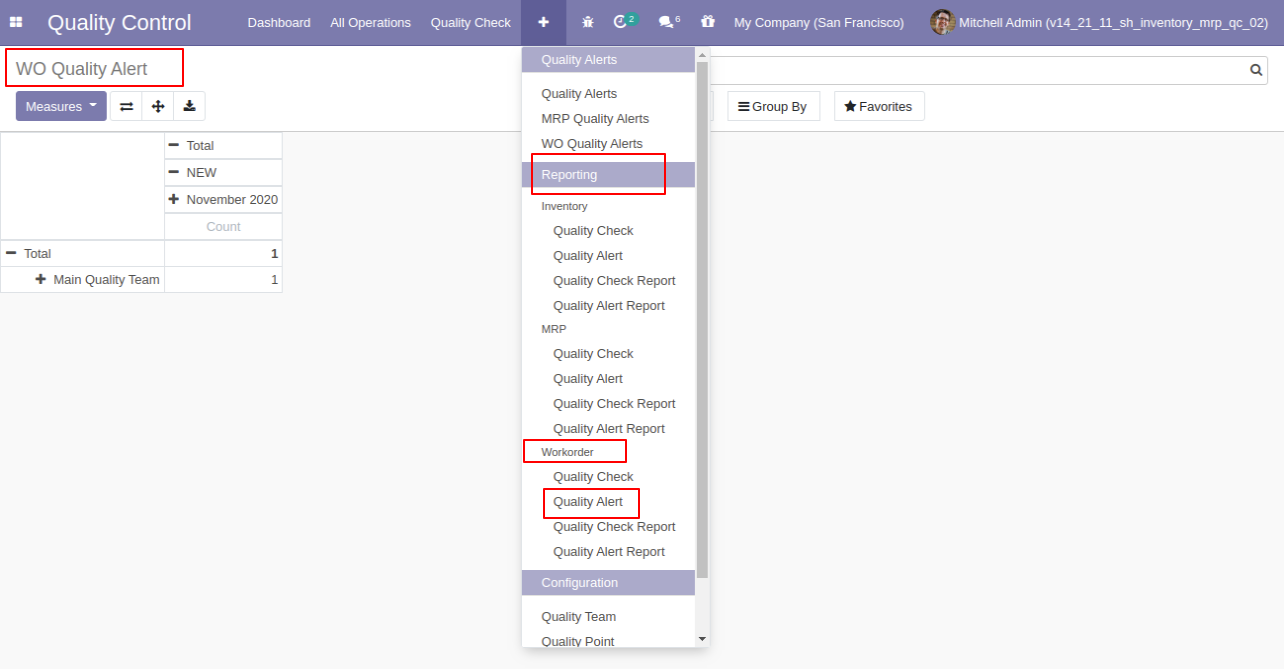 Quality Control
Dashboard
All Operations
Quality Check
2
6
My Company (San Francisco)
Mitchell Admin (v14_21_11_sh_inventory_mrp_qc_02)
WO Quality Alert
Measures
Group By
Favorites
Total
NEW
November 2020
Count
Total 1
Main Quality Team 1
Quality Alerts
Quality Alerts
MRP Quality Alerts
WO Quality Alerts
Reporting
Inventory
Quality Check
Quality Alert
Quality Check Report
Quality Alert Report
MRP
Quality Check
Quality Alert
Quality Check Report
Quality Alert Report
Workorder
Quality Check
Quality Alert
Quality Check Report
Quality Alert Report
Configuration
Quality Team
Quality Point